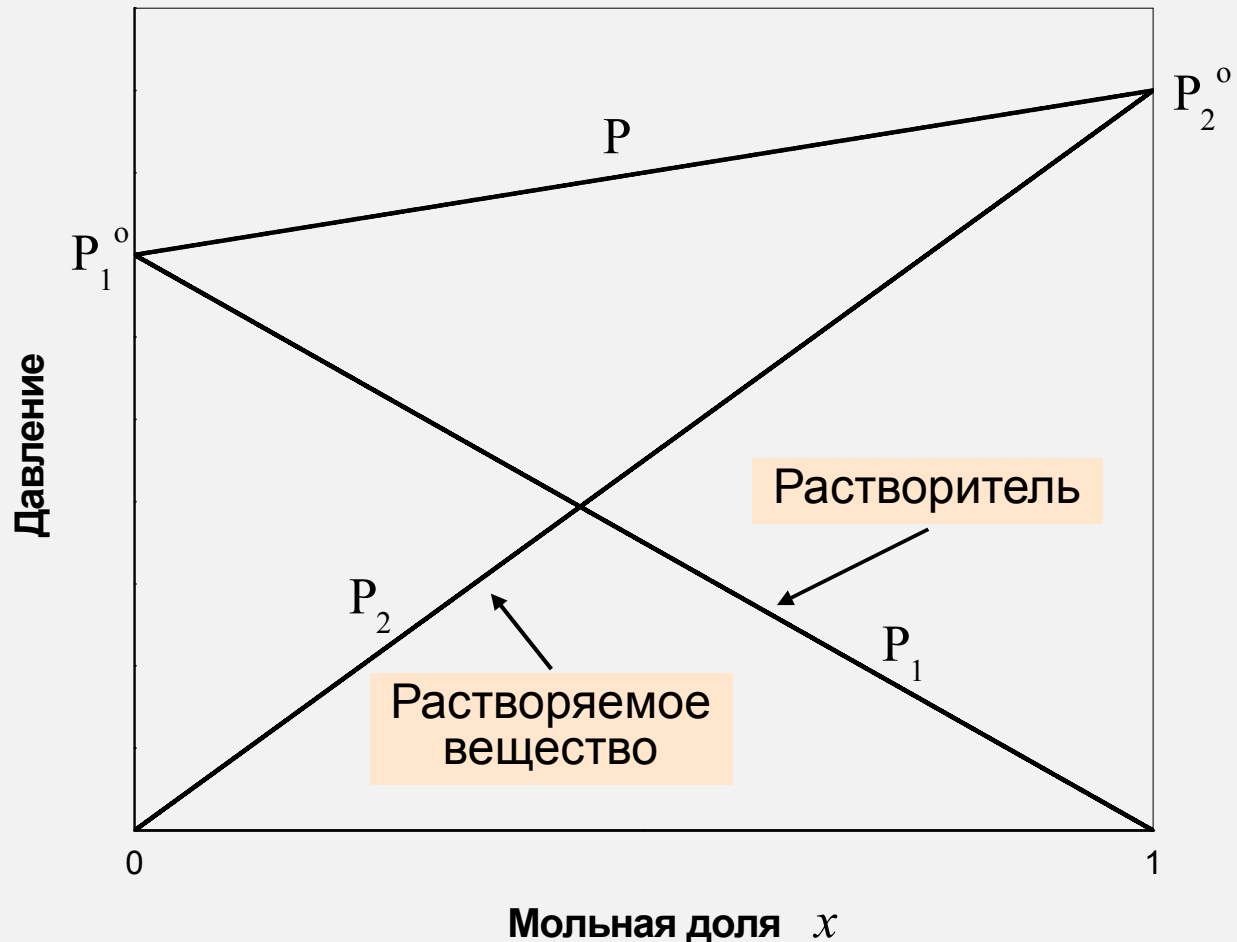 P₂°
P
P₁°
Давление
Растворитель
P₂
P₁
Растворяемое
вещество
0
1
Мольная доля x